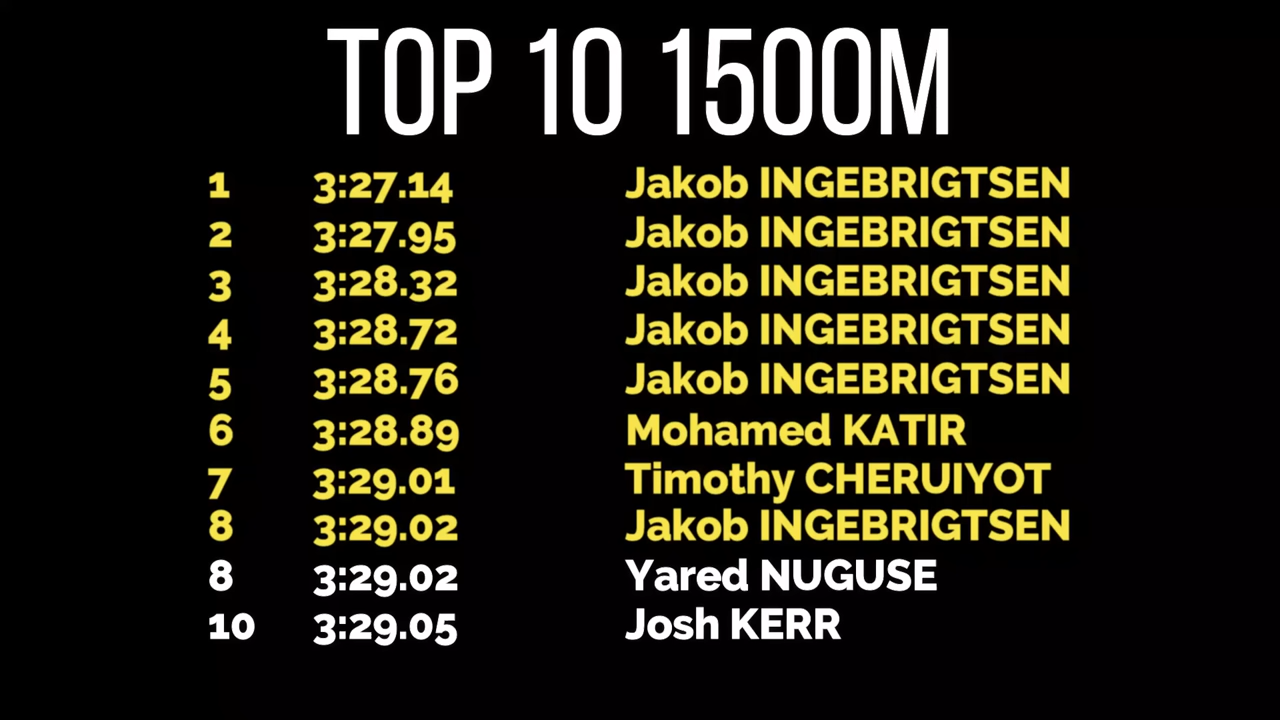 TOP 10 1500M
1 3:27.14 Jakob INGEBRIGTSEN
2 3:27.95 Jakob INGEBRIGTSEN
3 3:28.32 Jakob INGEBRIGTSEN
4 3:28.72 Jakob INGEBRIGTSEN
5 3:28.76 Jakob INGEBRIGTSEN
6 3:28.89 Mohamed KATIR
7 3:29.01 Timothy CHERUIYOT
8 3:29.02 Jakob INGEBRIGTSEN
8 3:29.02 Yared NUGUSE
10 3:29.05 Josh KERR